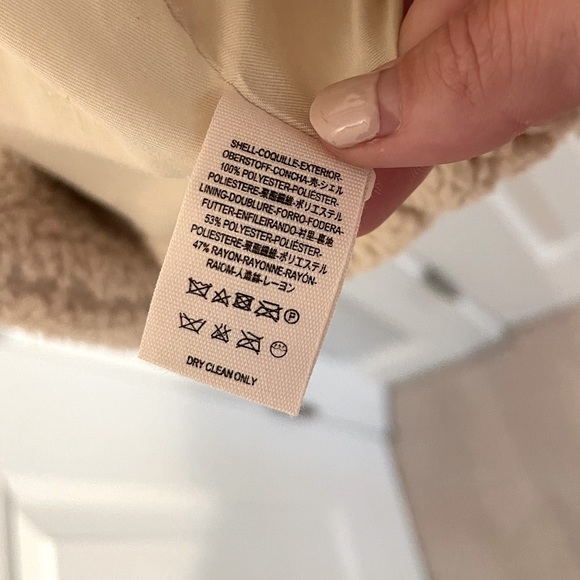 SHELL-COQUILLE-EXTERIOR-
OBERSTOFF-CONCHA-壳-シェル
100% POLYESTER-POLIÉSTER-
POLIESTERE-聚酯纖維-ポリエステル
LINING-DOUBLURE-FORRO-FODERA-
FUTTER-ENFILEIRANDO-衬里-裏地
53% POLYESTER-POLIÉSTER-
POLIESTERE-聚酯纖維-ポリエステル
47% RAYON-RAYONNE-RAYÓN-
RAIOM-人造絲-レーヨン
P
DRY CLEAN ONLY